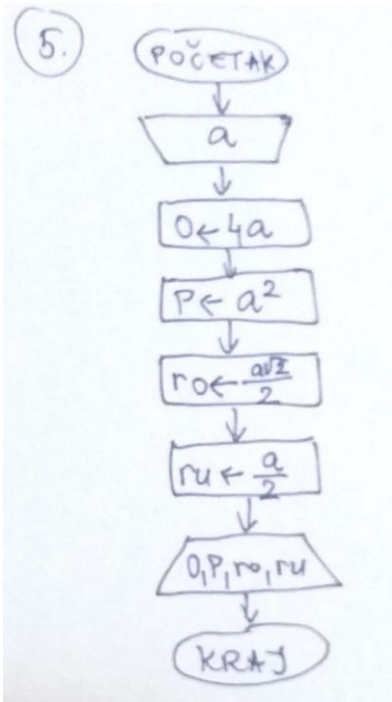 5.
POČETAK
a
O←4a
P←a²
ro←a√2/2
ru←a/2
O,P,ro,ru
KRAJ